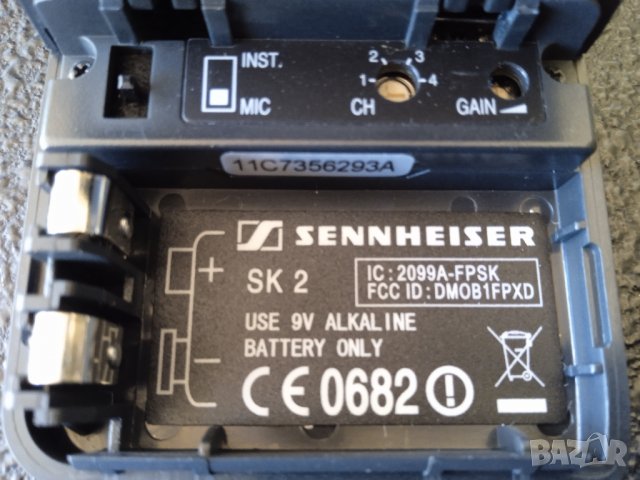 INST.
MIC
1 2 3 4
CH
GAIN
11C7356293A
SENNHEISER
SK 2
IC: 2099A-FPSK
FCC ID: DMOB1FPXD
+
USE 9V ALKALINE
BATTERY ONLY
−
CE 0682
BAZAR